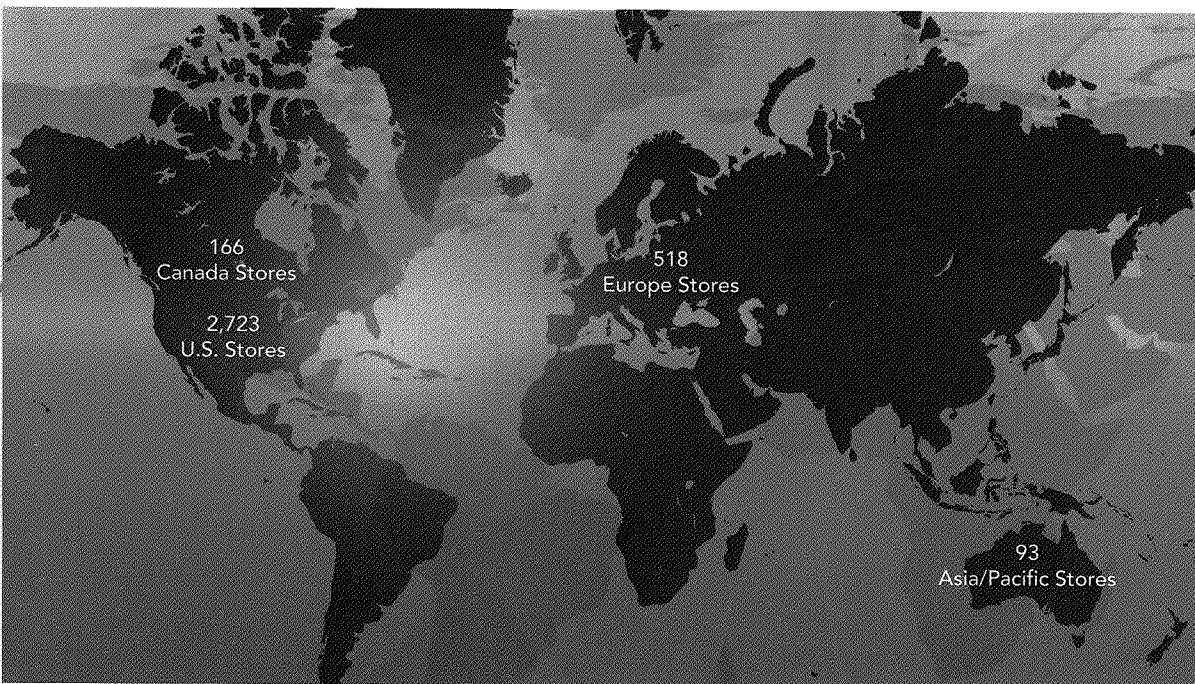 166
Canada Stores
518
Europe Stores
2,723
U.S. Stores
93
Asia/Pacific Stores